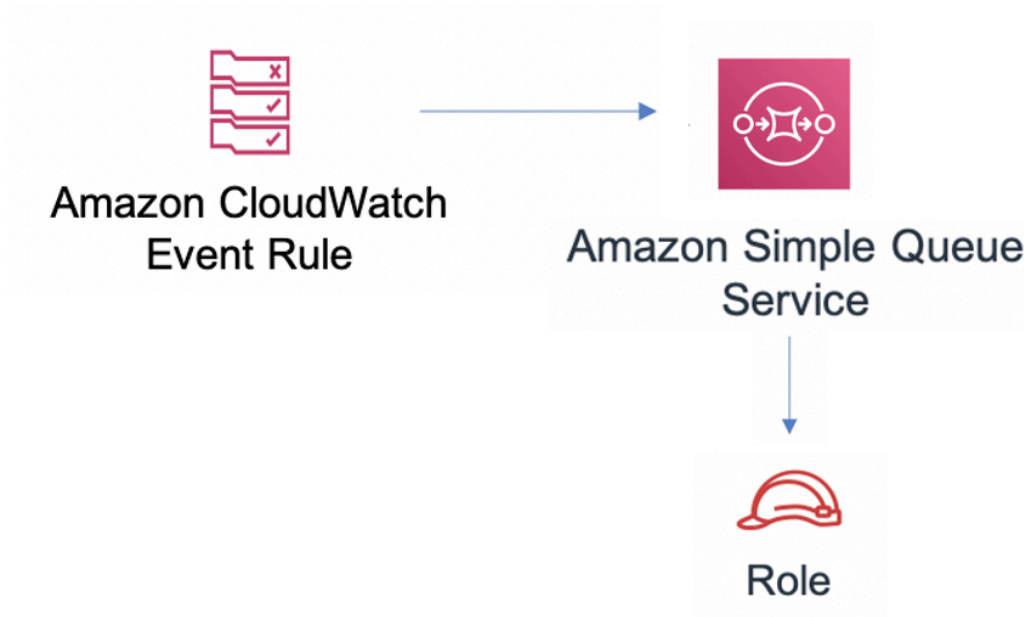 Amazon CloudWatch
Event Rule
Amazon Simple Queue
Service
Role